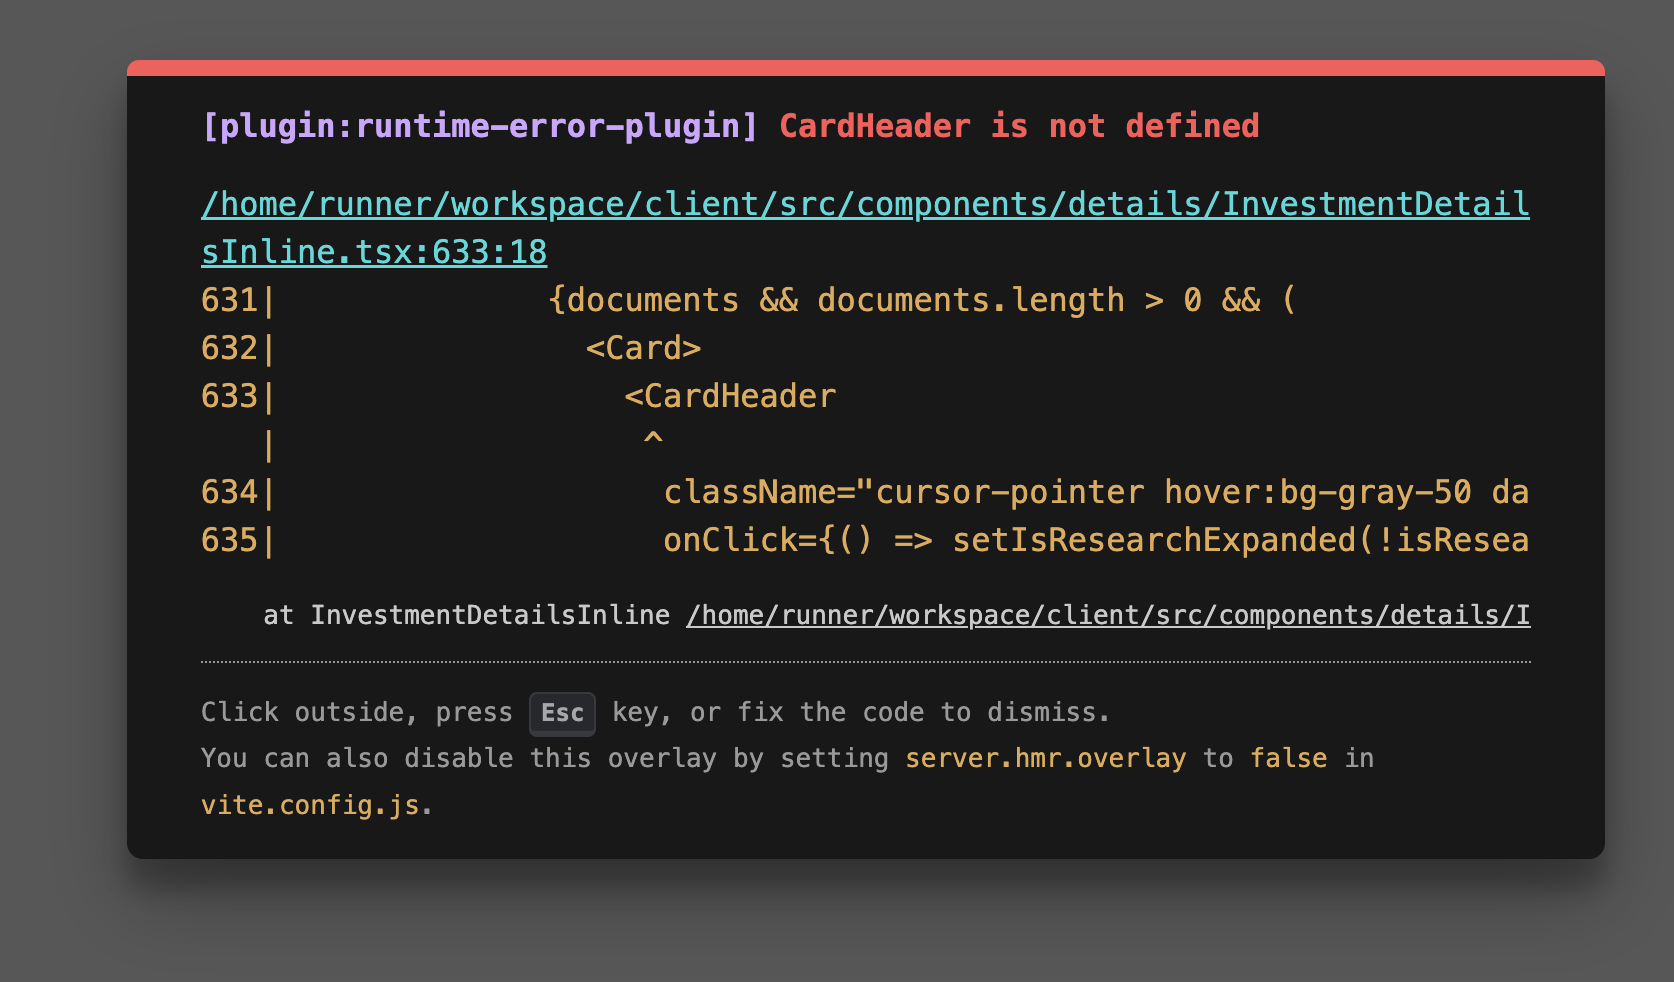 [plugin:runtime-error-plugin] CardHeader is not defined
/home/runner/workspace/client/src/components/details/InvestmentDetail
sInline.tsx:633:18
631|              {documents && documents.length > 0 && (
632|                <Card>
633|                  <CardHeader
   |                   ^
634|                    className="cursor-pointer hover:bg-gray-50 da
635|                    onClick={() => setIsResearchExpanded(!isResea
at InvestmentDetailsInline /home/runner/workspace/client/src/components/details/I
Click outside, press Esc key, or fix the code to dismiss.
You can also disable this overlay by setting server.hmr.overlay to false in
vite.config.js.